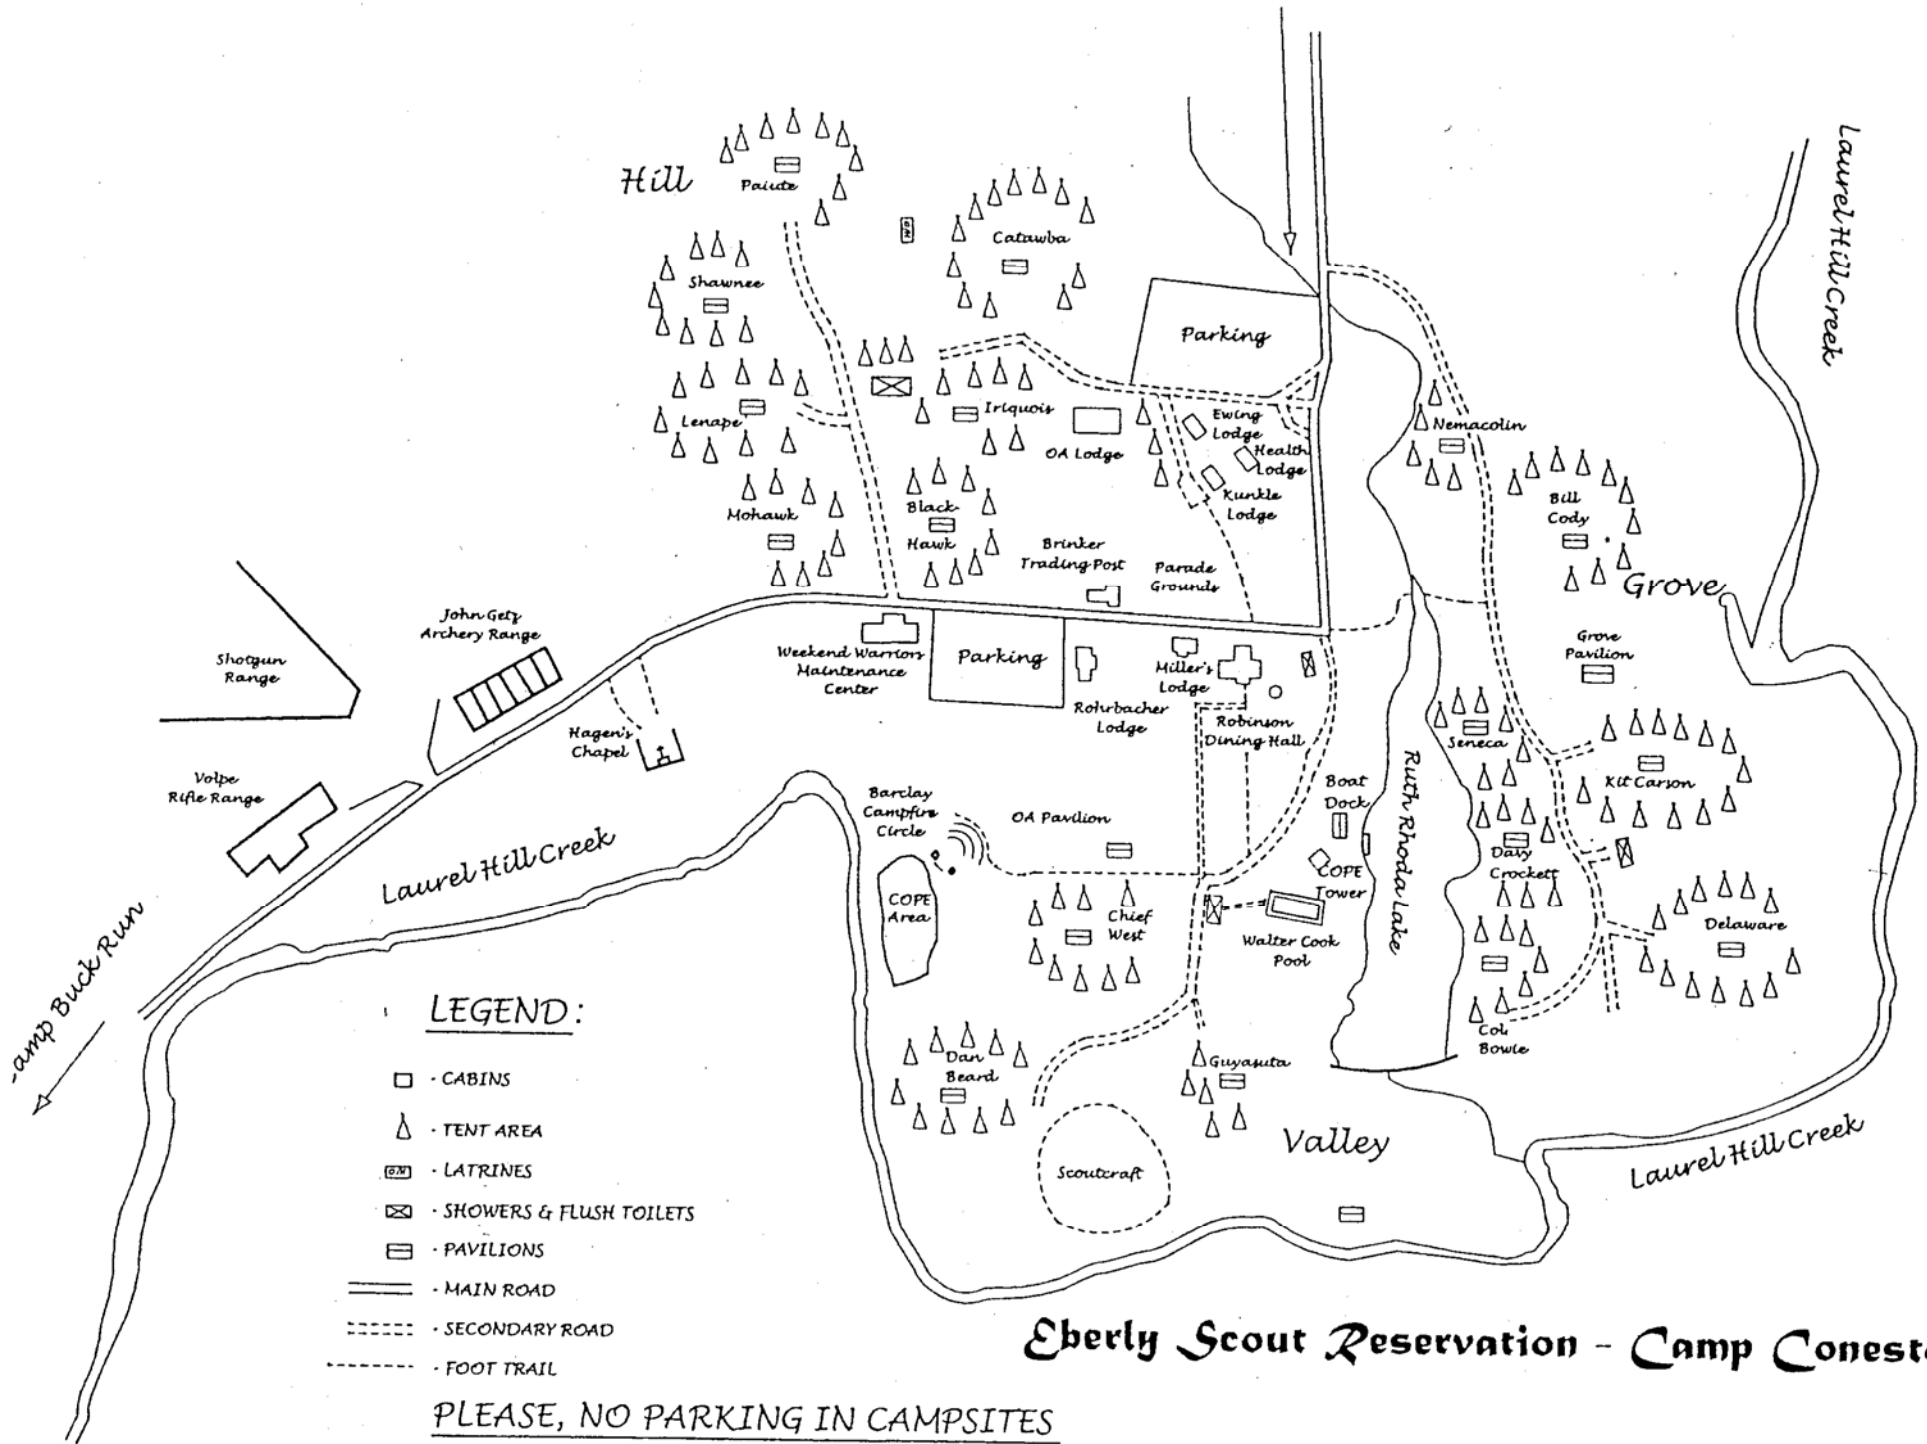 Hill
Paiute
Catawba
Shawnee
Parking
Laurel Hill Creek
Lenape
Iriquois
OA Lodge
Ewing
Lodge
Health
Lodge
Kunkle
Lodge
Nemacolin
Mohawk
Black-
Hawk
Bill
Cody
Brinker
Trading Post
Parade
Grounds
Grove
John Getz
Archery Range
Shotgun
Range
Weekend Warriors
Maintenance
Center
Parking
Rohrbacher
Lodge
Miller's
Lodge
Robinson
Dining Hall
Grove
Pavilion
Hagen's
Chapel
Seneca
Kit Carson
Volpe
Rifle Range
Barclay
Campfire
Circle
OA Pavilion
Boat
Dock
Ruth Rhoda Lake
Laurel Hill Creek
COPE
Area
COPE
Tower
Davy
Crockett
Chief
West
Walter Cook
Pool
Delaware
-amp Buck Run
Dan
Beard
Guyasuta
Col.
Bowie
Scoutcraft
Valley
Laurel Hill Creek
LEGEND:
- CABINS
- TENT AREA
- LATRINES
- SHOWERS & FLUSH TOILETS
- PAVILIONS
- MAIN ROAD
- SECONDARY ROAD
- FOOT TRAIL
Eberly Scout Reservation - Camp Conest
PLEASE, NO PARKING IN CAMPSITES